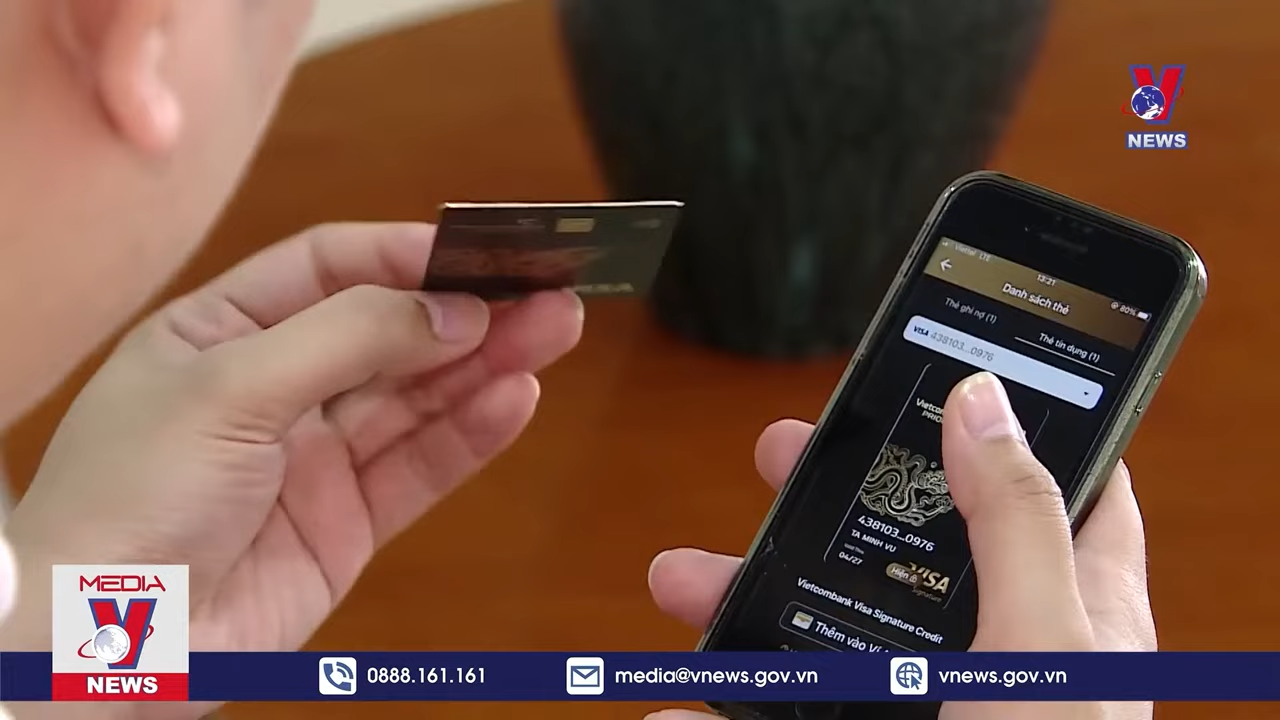 NEWS
Viettel LTE
13:21
80%
Danh sách thẻ
Thẻ ghi nợ (1)
Thẻ tín dụng (1)
VISA 438103...0976
438103...0976
TA MINH VU
04/27
Hiện
VISA
Signature
Vietcombank Visa Signature Credit
Thêm vào Ví
MEDIA
NEWS
0888.161.161
media@vnews.gov.vn
vnews.gov.vn